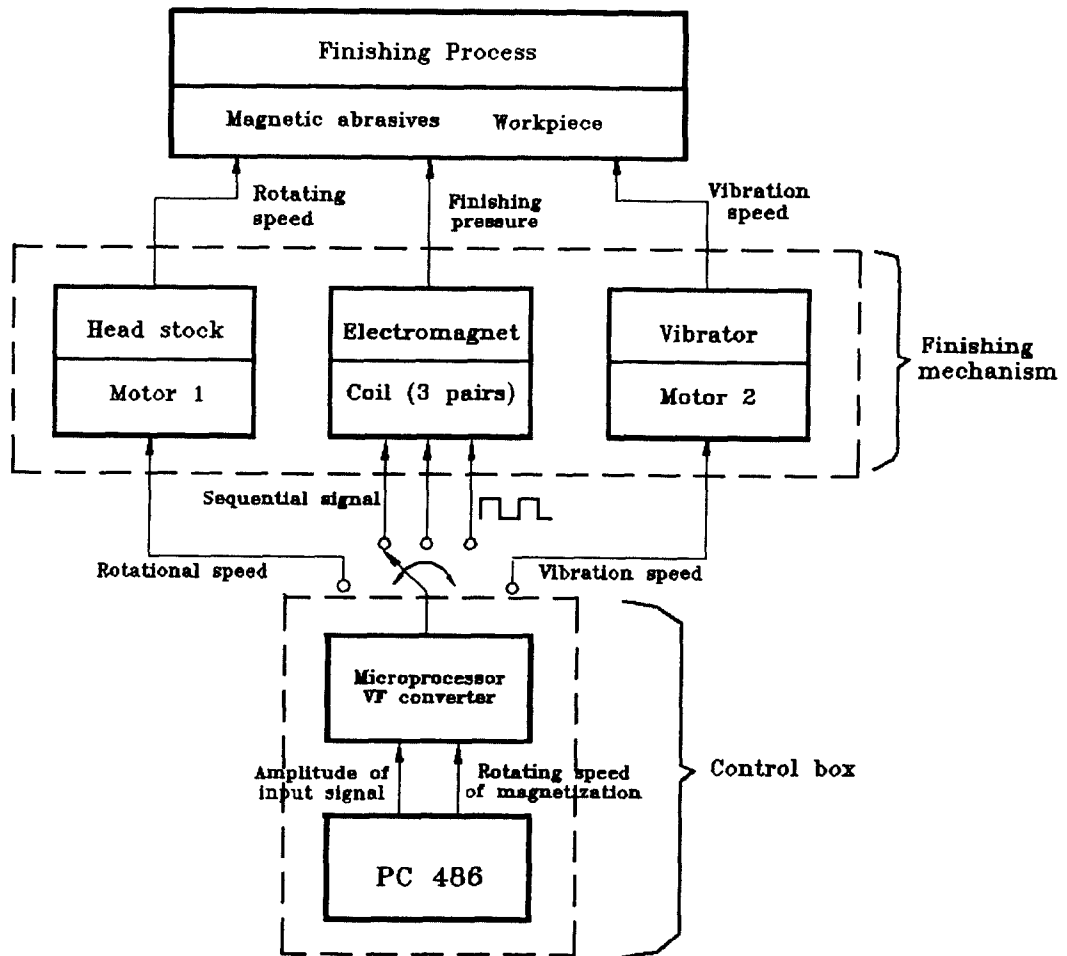 Finishing Process
Magnetic abrasives Workpiece
Rotating
speed
Finishing
pressure
Vibration
speed
Head stock
Motor 1
Electromagnet
Coil (3 pairs)
Vibrator
Motor 2
Finishing
mechanism
Sequential signal
Rotational speed
Vibration speed
Microprocessor
VF converter
Amplitude of
input signal
Rotating speed
of magnetization
PC 486
Control box